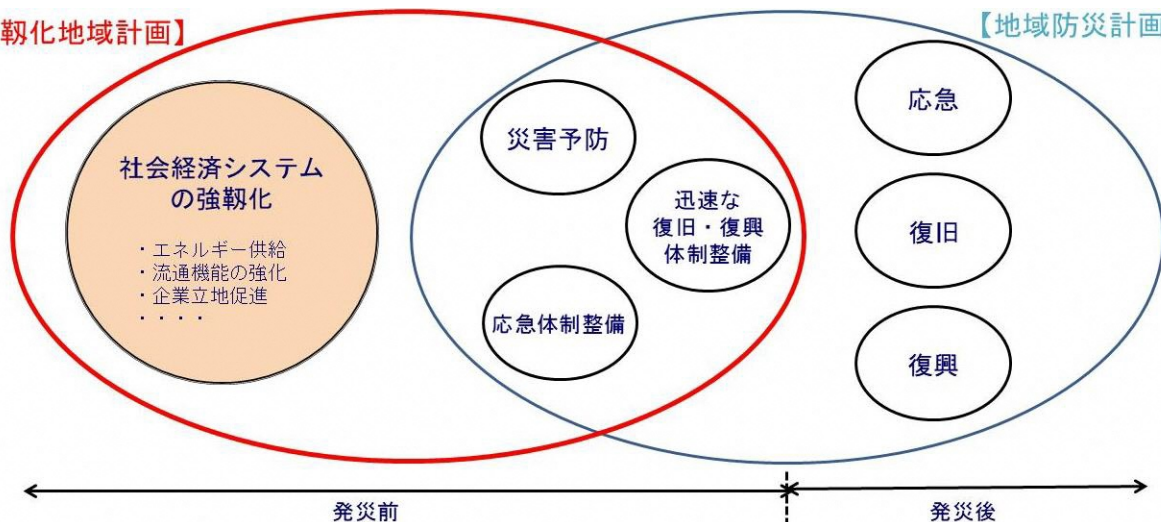 靱化地域計画】
【地域防災計画
社会経済システム
の強靱化
・エネルギー供給
・流通機能の強化
・企業立地促進
・・・・
災害予防
迅速な
復旧・復興
体制整備
応急体制整備
応急
復旧
復興
発災前
発災後